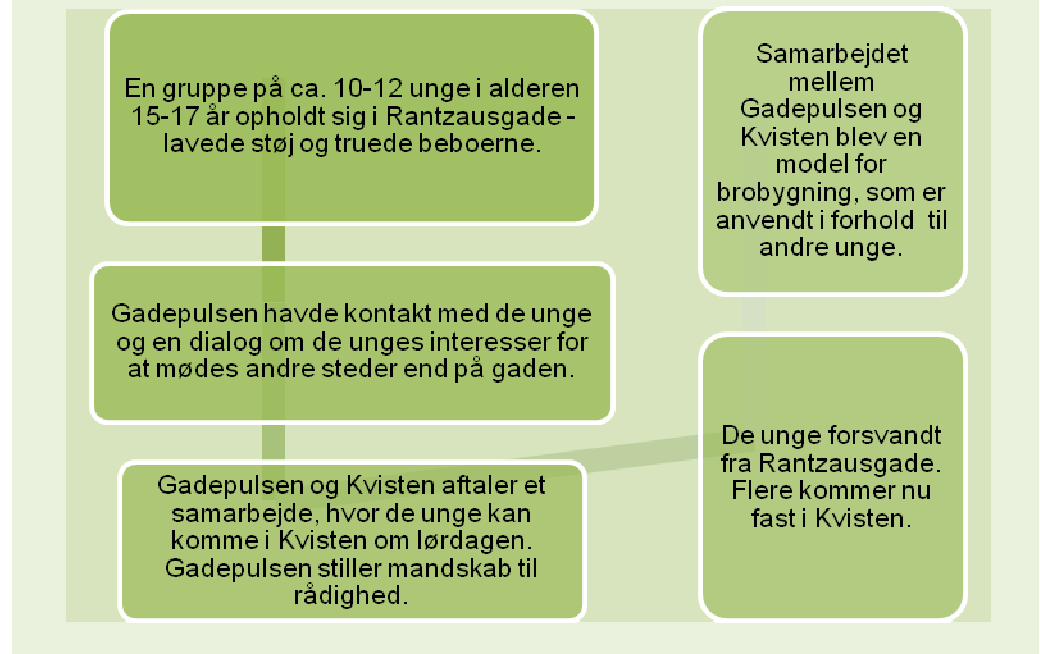 En gruppe på ca. 10-12 unge i alderen
15-17 år opholdt sig i Rantzausgade -
lavede støj og truede beboerne.
Gadepulsen havde kontakt med de unge
og en dialog om de unges interesser for
at mødes andre steder end på gaden.
Gadepulsen og Kvisten aftaler et
samarbejde, hvor de unge kan
komme i Kvisten om lørdagen.
Gadepulsen stiller mandskab til
rådighed.
De unge forsvandt
fra Rantzausgade.
Flere kommer nu
fast i Kvisten.
Samarbejdet
mellem
Gadepulsen og
Kvisten blev en
model for
brobygning, som er
anvendt i forhold til
andre unge.